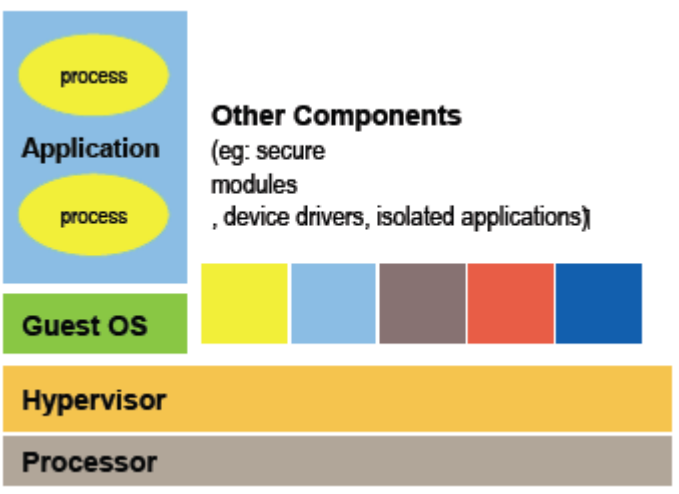 process
Application
process
Other Components
(eg: secure
modules
, device drivers, isolated applications)
Guest OS
Hypervisor
Processor